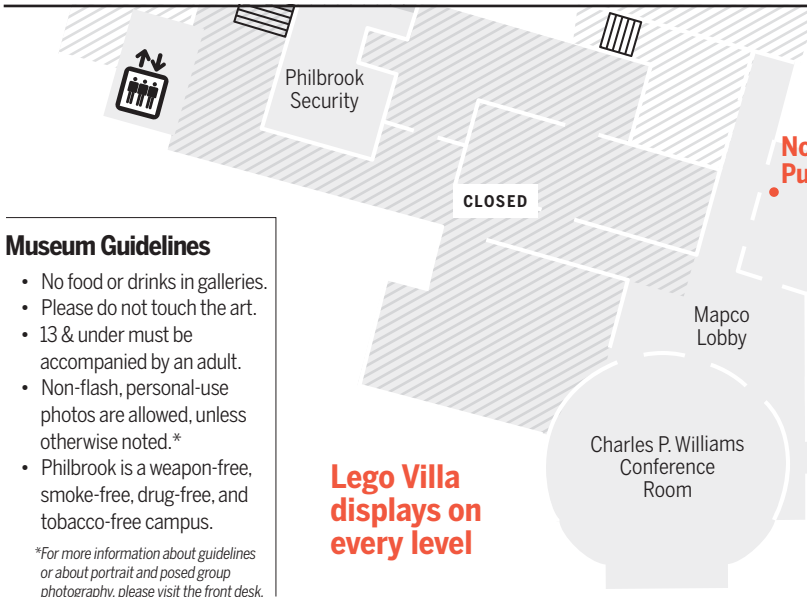 Philbrook
Security
No
Pu
CLOSED
Museum Guidelines
• No food or drinks in galleries.
• Please do not touch the art.
• 13 & under must be
accompanied by an adult.
• Non-flash, personal-use
photos are allowed, unless
otherwise noted.*
• Philbrook is a weapon-free,
smoke-free, drug-free, and
tobacco-free campus.
*For more information about guidelines
or about portrait and posed group
photography, please visit the front desk.
Mapco
Lobby
Charles P. Williams
Conference
Room
Lego Villa
displays on
every level